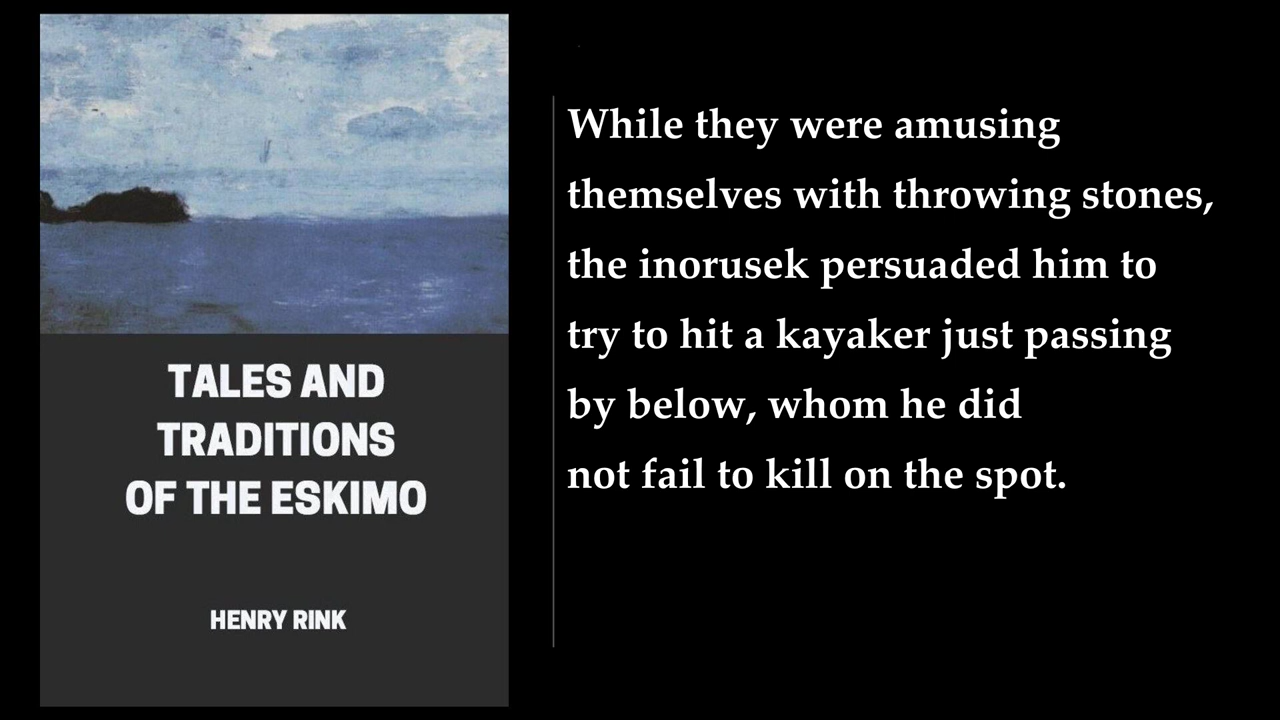 TALES AND
TRADITIONS
OF THE ESKIMO
HENRY RINK
While they were amusing
themselves with throwing stones,
the inorusek persuaded him to
try to hit a kayaker just passing
by below, whom he did
not fail to kill on the spot.